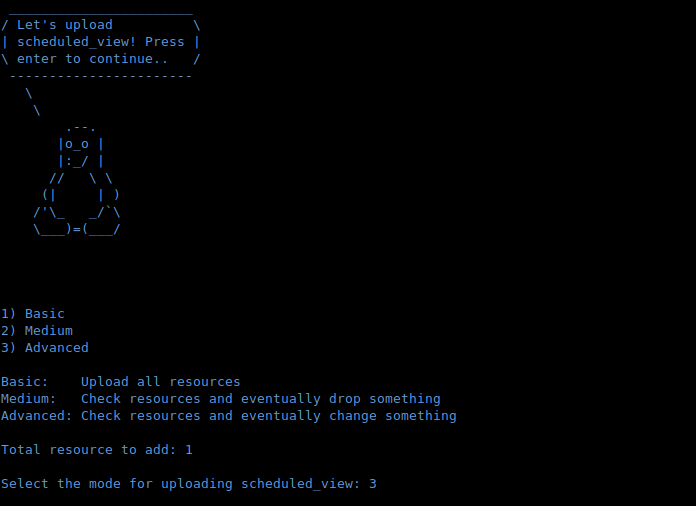 _______________________
/ Let's upload          \
| scheduled_view! Press |
\ enter to continue..   /
 -----------------------
   \
    \
        .--.
       |o_o |
       |:_/ |
      //   \ \
     (|     | )
    /'\_   _/`\
    \___)=(___/
1) Basic
2) Medium
3) Advanced
Basic:    Upload all resources
Medium:   Check resources and eventually drop something
Advanced: Check resources and eventually change something
Total resource to add: 1
Select the mode for uploading scheduled_view: 3